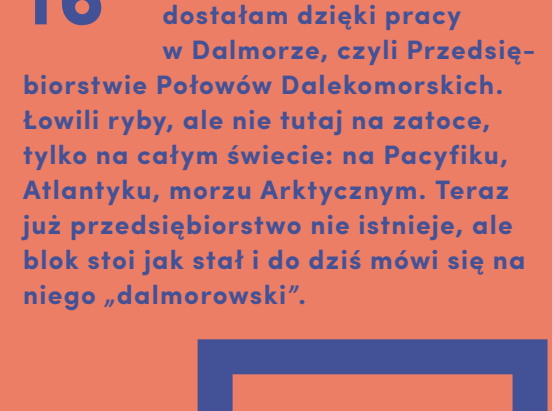 16
dostałam dzięki pracy
w Dalmorze, czyli Przedsię-
biorstwie Połowów Dalekomorskich.
Łowili ryby, ale nie tutaj na zatoce,
tylko na całym świecie: na Pacyfiku,
Atlantyku, morzu Arktycznym. Teraz
już przedsiębiorstwo nie istnieje, ale
blok stoi jak stał i do dziś mówi się na
niego „dalmorowski”.